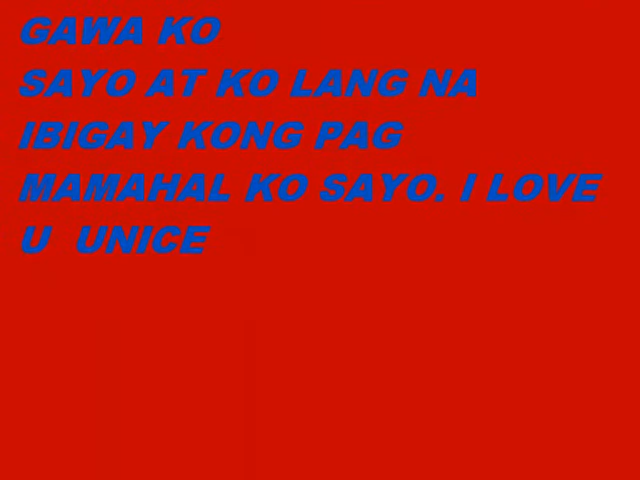 GAWA KO
SAYO AT KO LANG NA
IBIGAY KONG PAG
MAMAHAL KO SAYO. I LOVE
U  UNICE